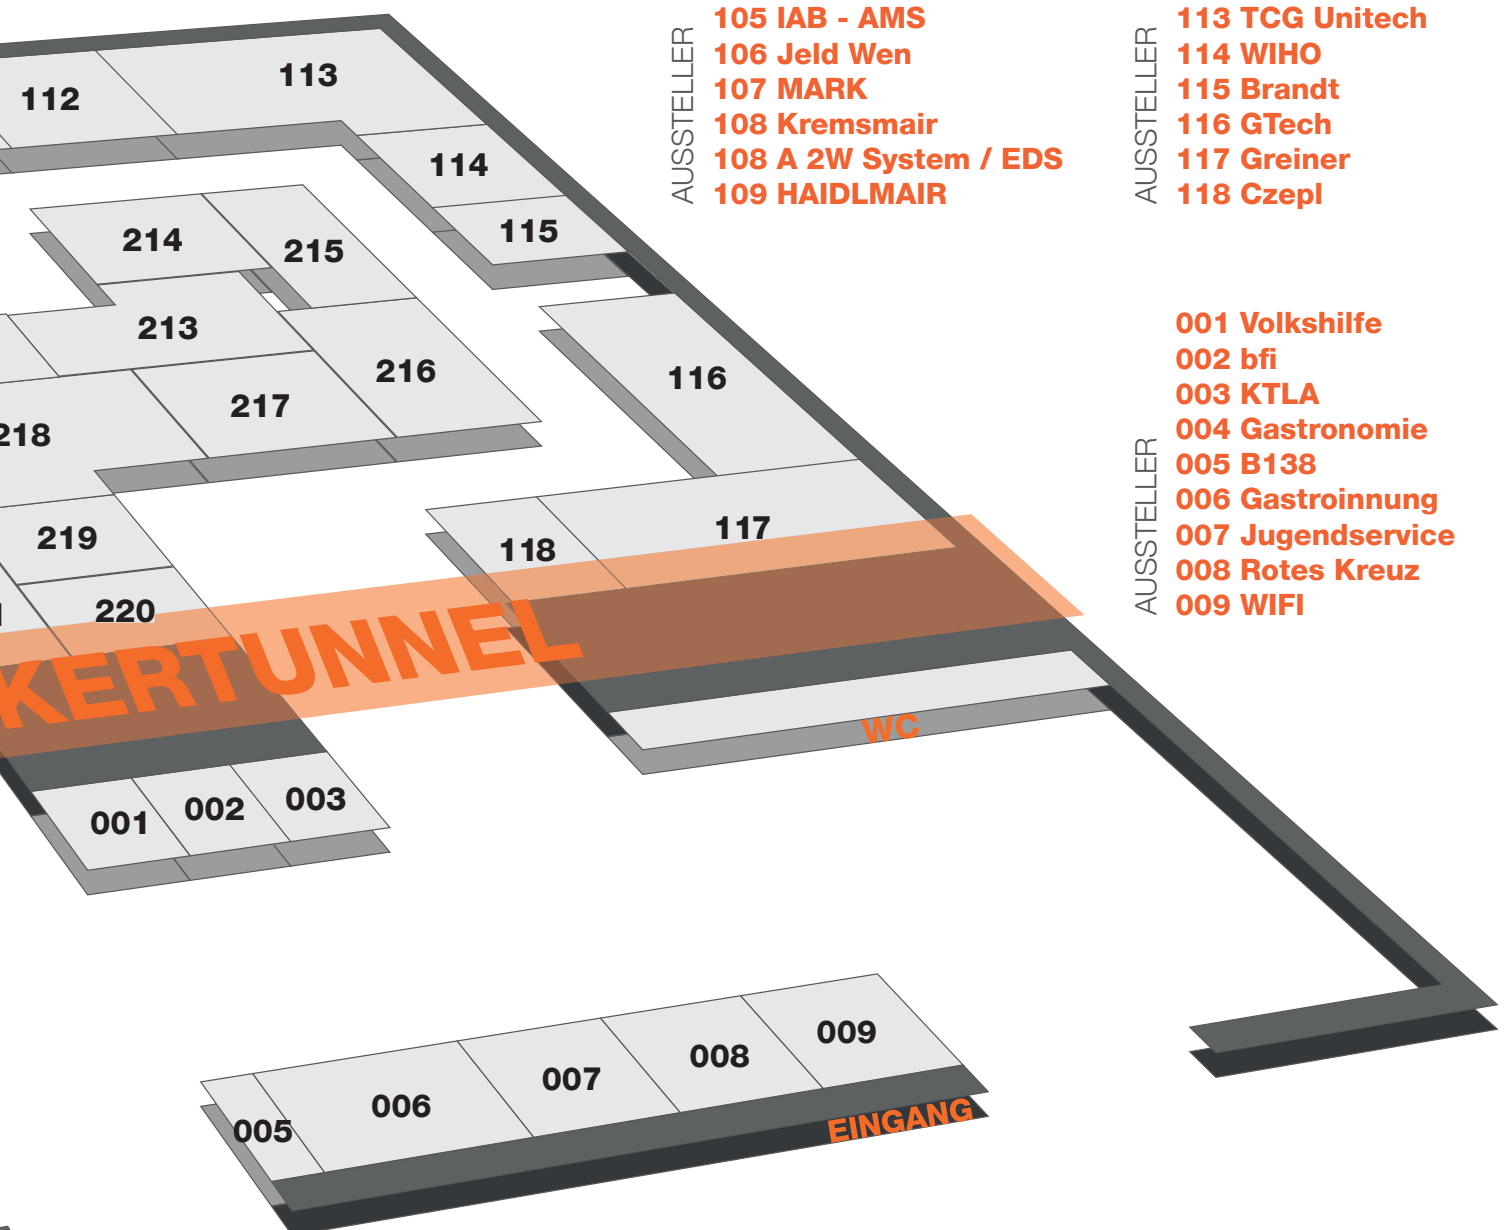 105 IAB - AMS
106 Jeld Wen
107 MARK
108 Kremsmair
108 A 2W System / EDS
109 HAIDLMAIR
AUSSTELLER
113 TCG Unitech
114 WIHO
115 Brandt
116 GTech
117 Greiner
118 Czepl
AUSSTELLER
001 Volkshilfe
002 bfi
003 KTLA
004 Gastronomie
005 B138
006 Gastroinnung
007 Jugendservice
008 Rotes Kreuz
009 WIFI
AUSSTELLER
112
113
114
115
214
215
213
216
217
218
116
219
220
118
117
KERTUNNEL
WC
001
002
003
005
006
007
008
009
EINGANG